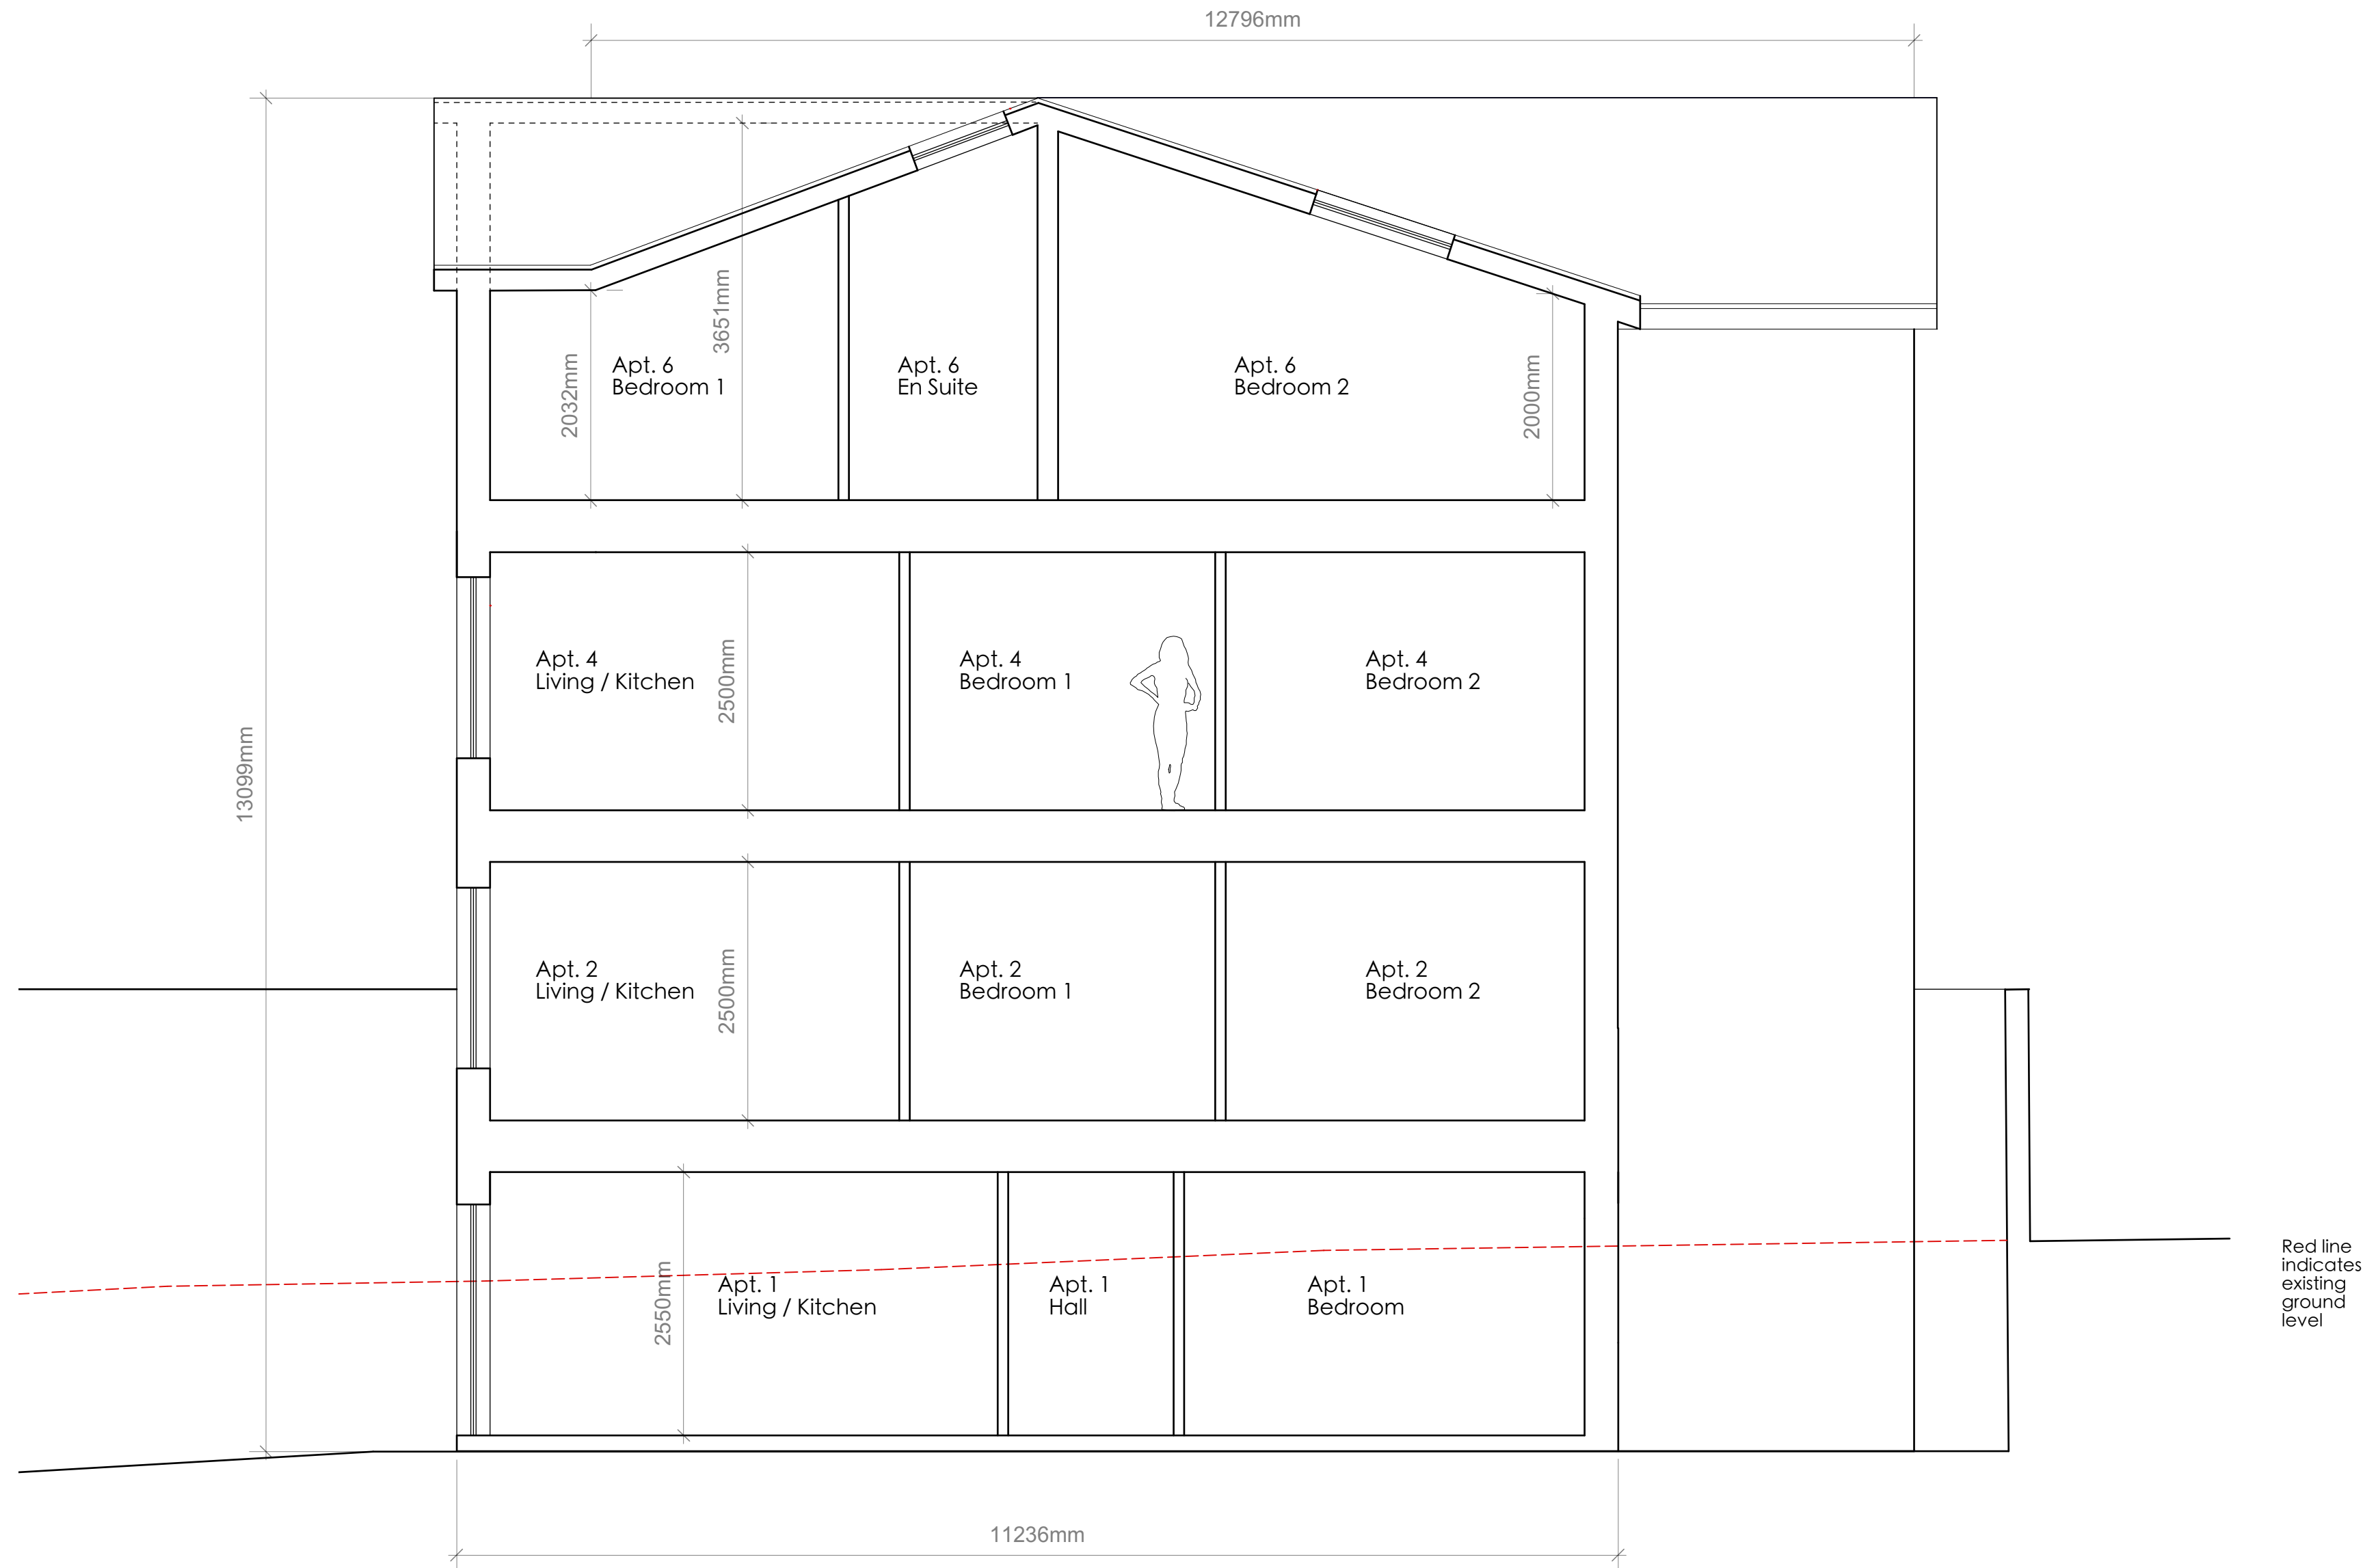 12796mm
3651mm
2032mm
2000mm
Apt. 6
Bedroom 1
Apt. 6
En Suite
Apt. 6
Bedroom 2
13099mm
2500mm
Apt. 4
Living / Kitchen
Apt. 4
Bedroom 1
Apt. 4
Bedroom 2
2500mm
Apt. 2
Living / Kitchen
Apt. 2
Bedroom 1
Apt. 2
Bedroom 2
2550mm
Apt. 1
Living / Kitchen
Apt. 1
Hall
Apt. 1
Bedroom
Red line
indicates
existing
ground
level
11236mm